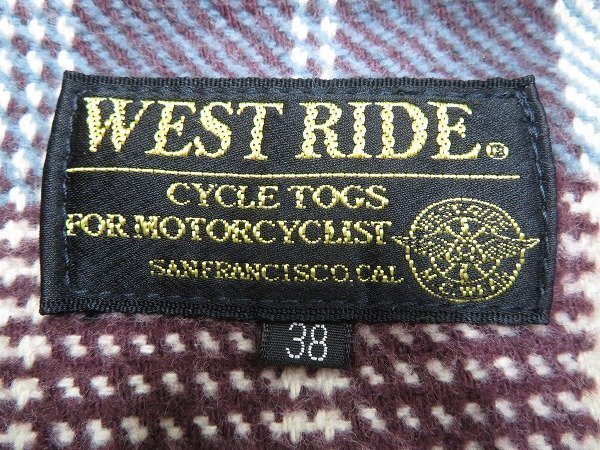 WEST RIDE®
CYCLE TOGS
FOR MOTORCYCLIST
SANFRANCISCO.CAL
38